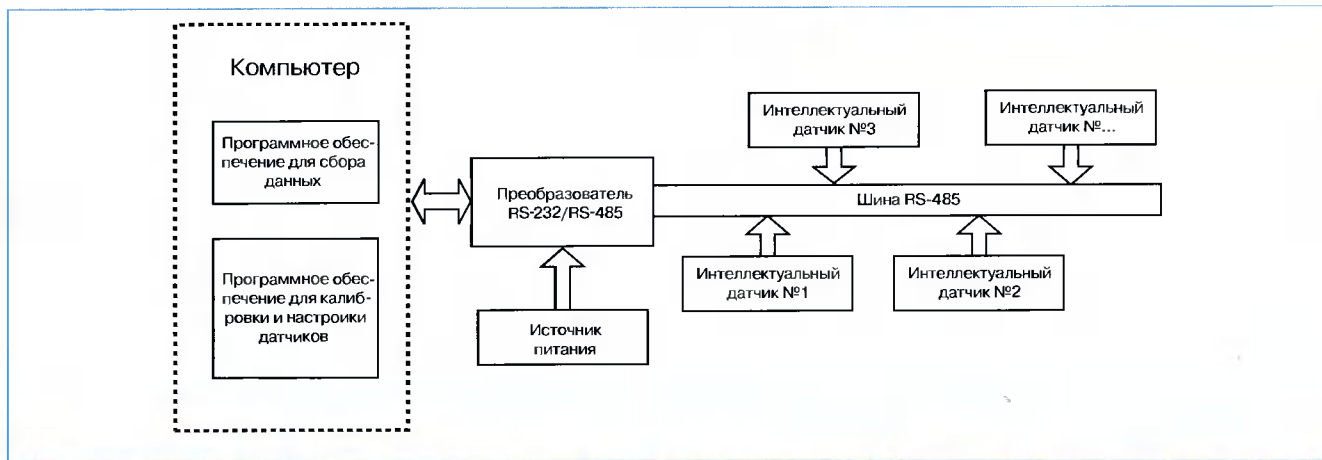 Компьютер
Программное обес-
печение для сбора
данных
Программное обес-
печение для калиб-
ровки и настроики
датчиков
Преобразователь
RS-232/RS-485
Источник
питания
Интеллектуальный
датчик №3
Интеллектуальный
датчик №...
Шина RS-485
Интеллектуальный
датчик №1
Интеллектуальный
датчик №2